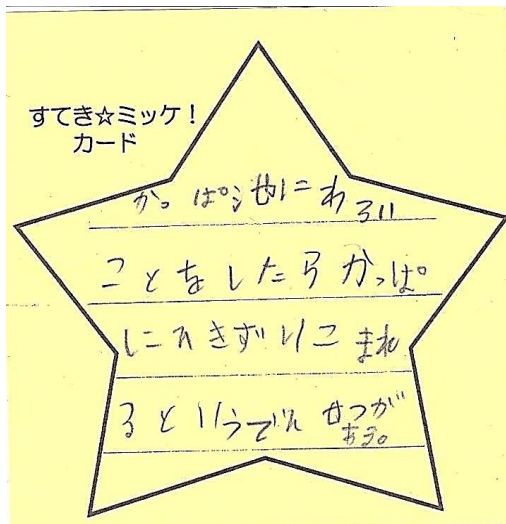 すてき☆ミッケ!
カード
かっぱ池にわるい
ことをしたらかっぱ
にひきずりこまれ
るというでんせつが
ある。